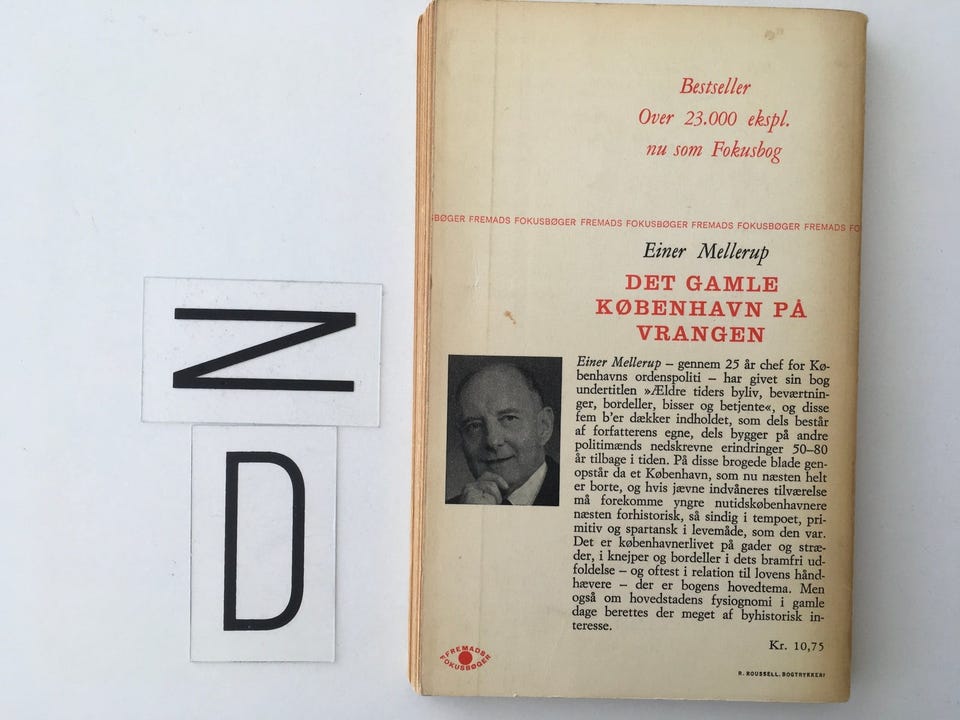 Z
D
Bestseller
Over 23.000 ekspl.
nu som Fokusbog
BØGER FREMADS FOKUSBØGER FREMADS FOKUSBØGER FREMADS FOKUSBØGER FREMADS FO
Einer Mellerup
DET GAMLE
KØBENHAVN PÅ
VRANGEN
Einer Mellerup – gennem 25 år chef for Kø-
benhavns ordenspoliti – har givet sin bog
undertitlen »Ældre tiders byliv, beværtnin-
ger, bordeller, bisser og betjente«, og disse
fem b'er dækker indholdet, som dels består
af forfatterens egne, dels bygger på andre
politimænds nedskrevne erindringer 50–80
år tilbage i tiden. På disse brogede blade gen-
opstår da et København, som nu næsten helt
er borte, og hvis jævne indvåneres tilværelse
må forekomme yngre nutidskøbenhavnere
næsten forhistorisk, så sindig i tempoet, pri-
mitiv og spartansk i levemåde, som den var.
Det er københavnerlivet på gader og stræ-
der, i knejper og bordeller i dets bramfri ud-
foldelse – og oftest i relation til lovens hånd-
hævere – der er bogens hovedtema. Men
også om hovedstadens fysiognomi i gamle
dage berettes der meget af byhistorisk in-
teresse.
Kr. 10,75
FREMADS
FOKUSBØGER
R. ROUSSELL, BOGTRYKKERI